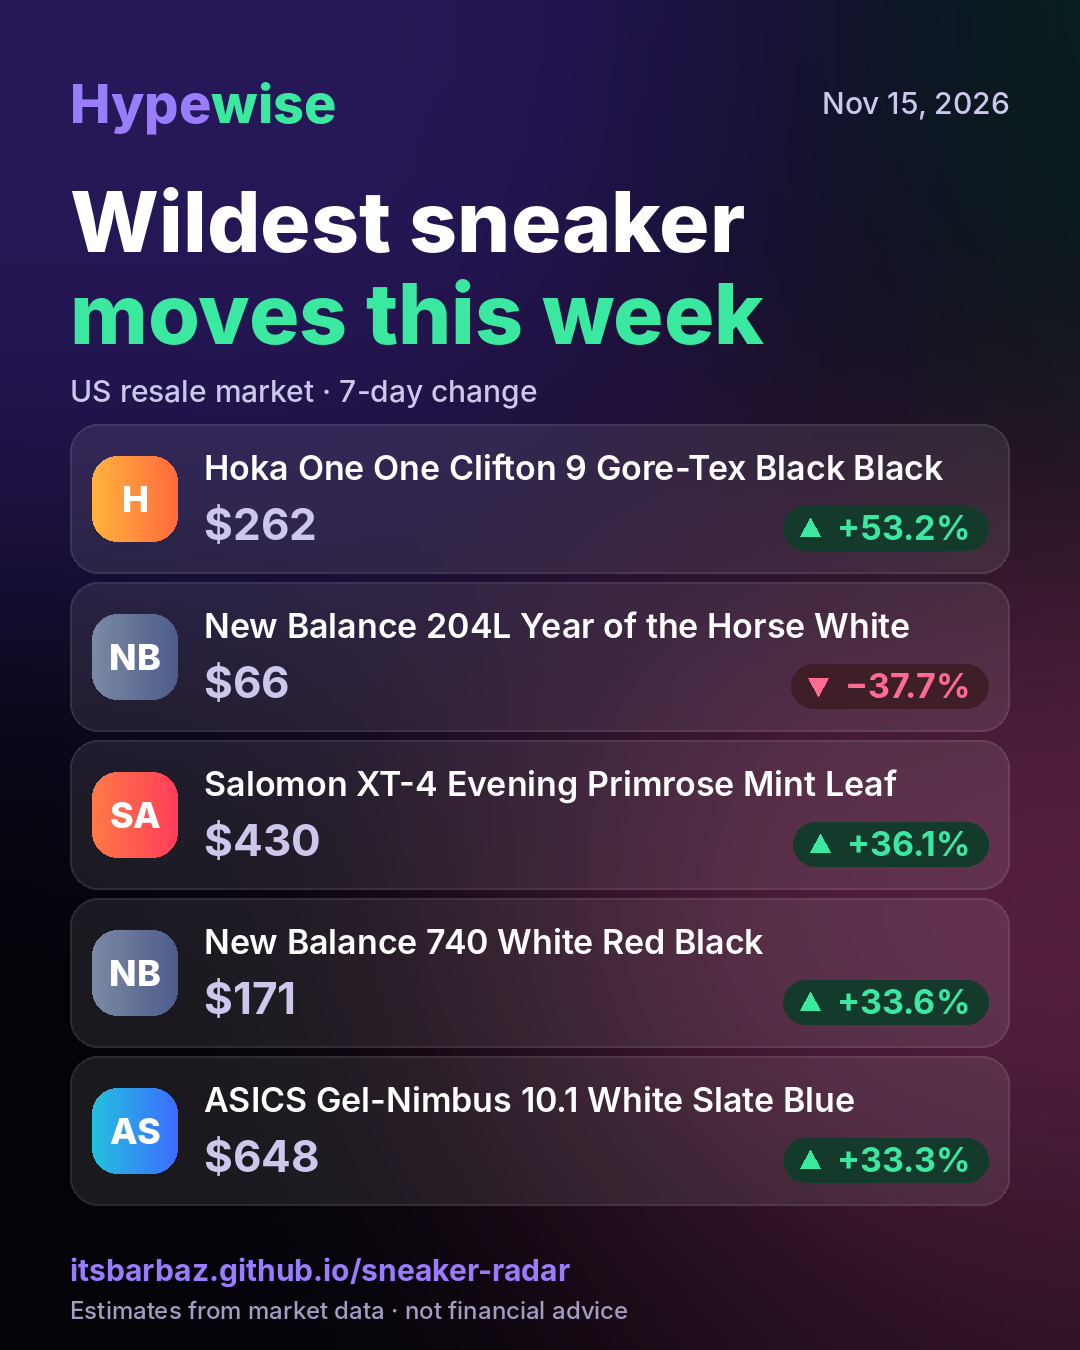 Hypewise
Nov 15, 2026
Wildest sneaker
moves this week
US resale market · 7-day change
H
Hoka One One Clifton 9 Gore-Tex Black Black
$262
▲ +53.2%
NB
New Balance 204L Year of the Horse White
$66
▼ −37.7%
SA
Salomon XT-4 Evening Primrose Mint Leaf
$430
▲ +36.1%
NB
New Balance 740 White Red Black
$171
▲ +33.6%
AS
ASICS Gel-Nimbus 10.1 White Slate Blue
$648
▲ +33.3%
itsbarbaz.github.io/sneaker-radar
Estimates from market data · not financial advice